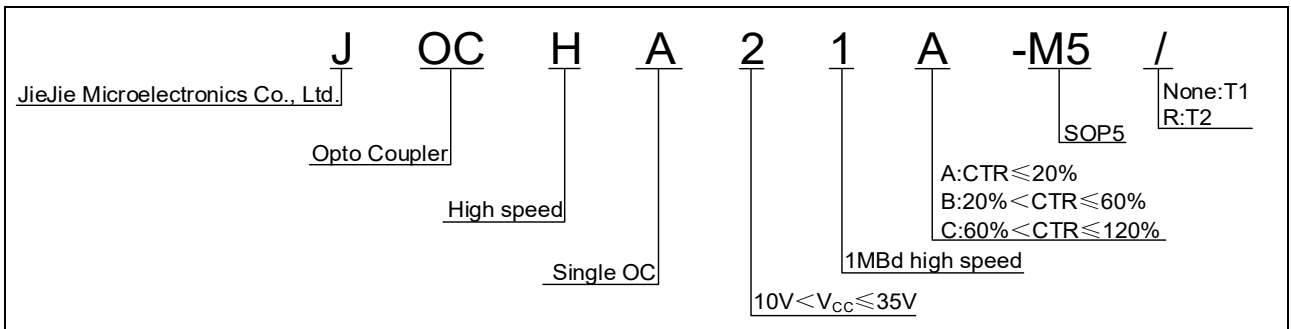 J OC H A 2 1 A -M5 /
JieJie Microelectronics Co., Ltd.
None:T1
R:T2
SOP5
Opto Coupler
A:CTR≦20%
B:20%<CTR≦60%
C:60%<CTR≦120%
High speed
1MBd high speed
Single OC
10V<VCC≦35V